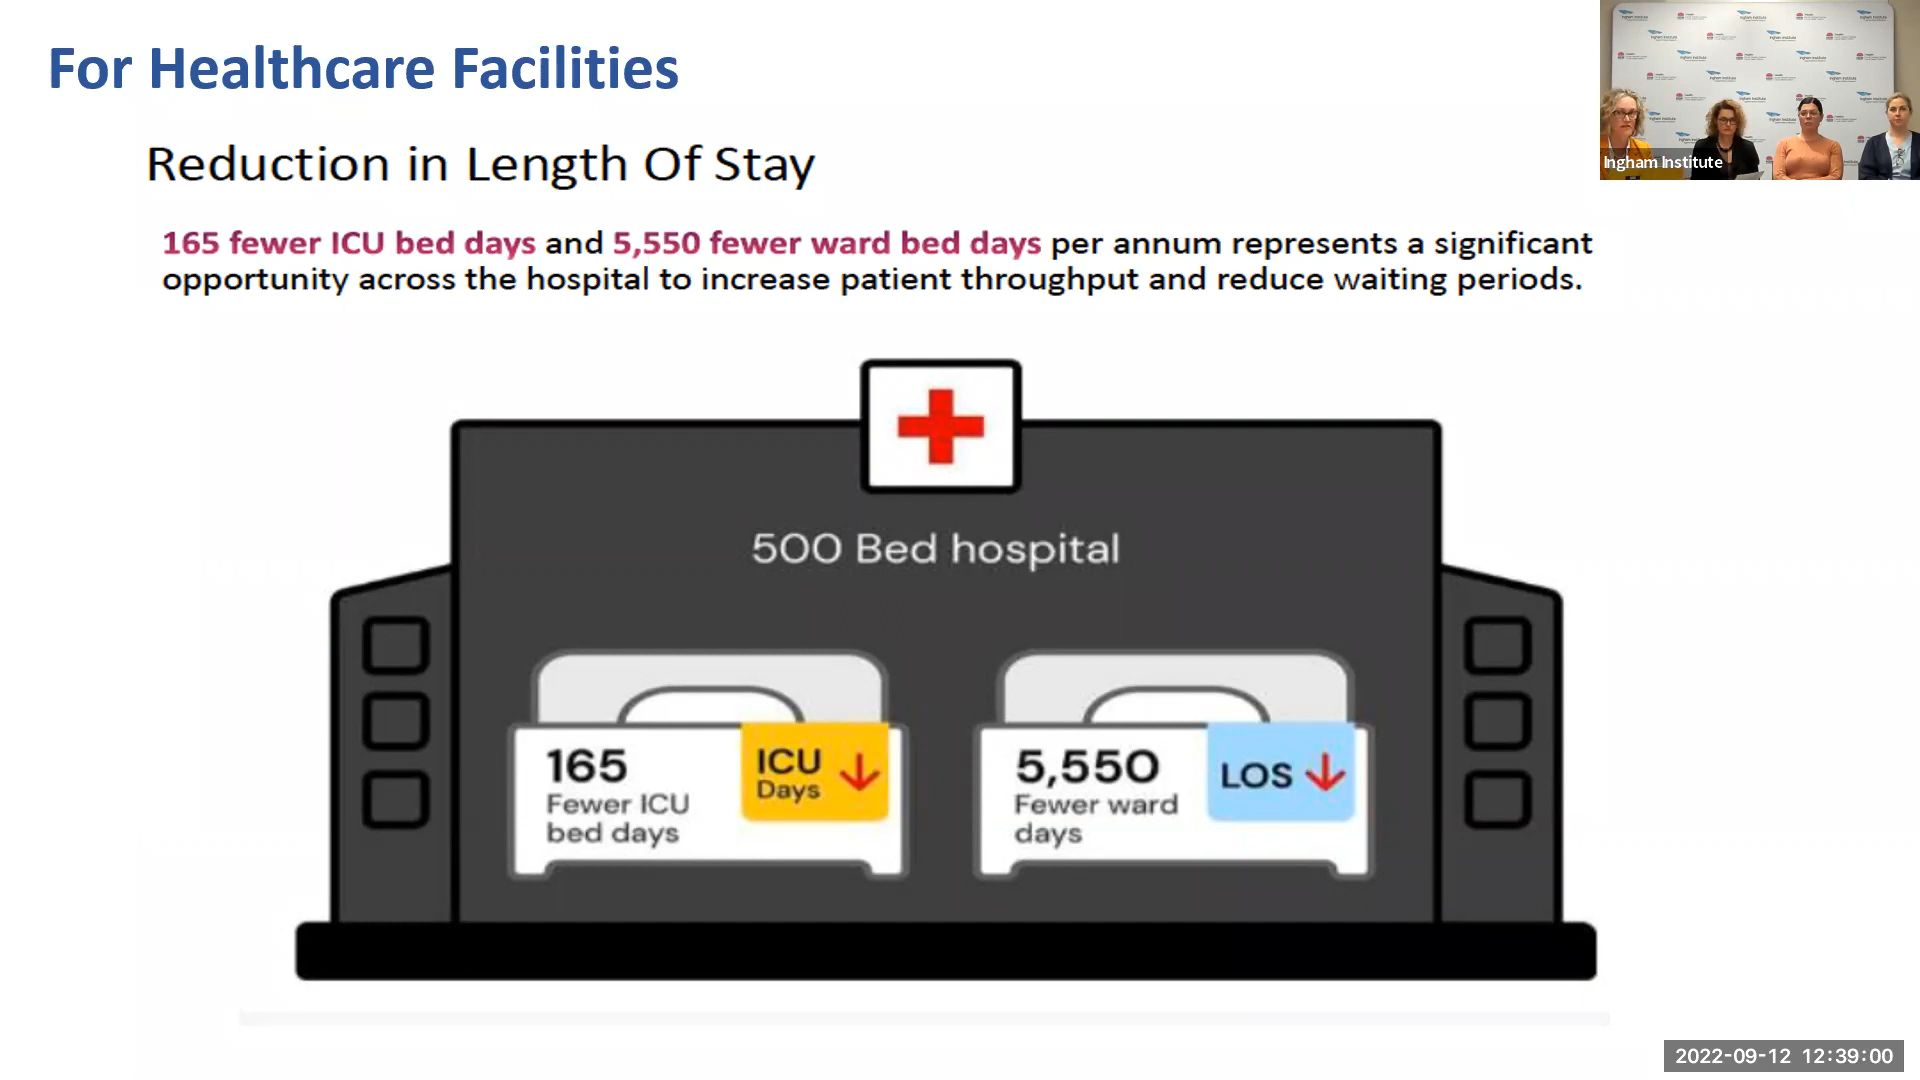 For Healthcare Facilities
Reduction in Length Of Stay
165 fewer ICU bed days and 5,550 fewer ward bed days per annum represents a significant
opportunity across the hospital to increase patient throughput and reduce waiting periods.
500 Bed hospital
165
Fewer ICU
bed days
ICU
Days
5,550
Fewer ward
days
LOS
Ingham Institute
2022-09-12 12:39:00